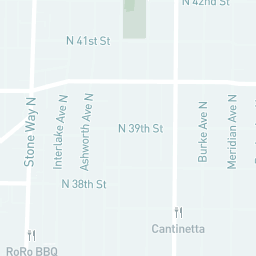 N 42nd St
N 41st St
Stone Way N
Interlake Ave N
Ashworth Ave N
N 39th St
Burke Ave N
Meridian Ave N
N 38th St
Cantinetta
RoRo BBQ